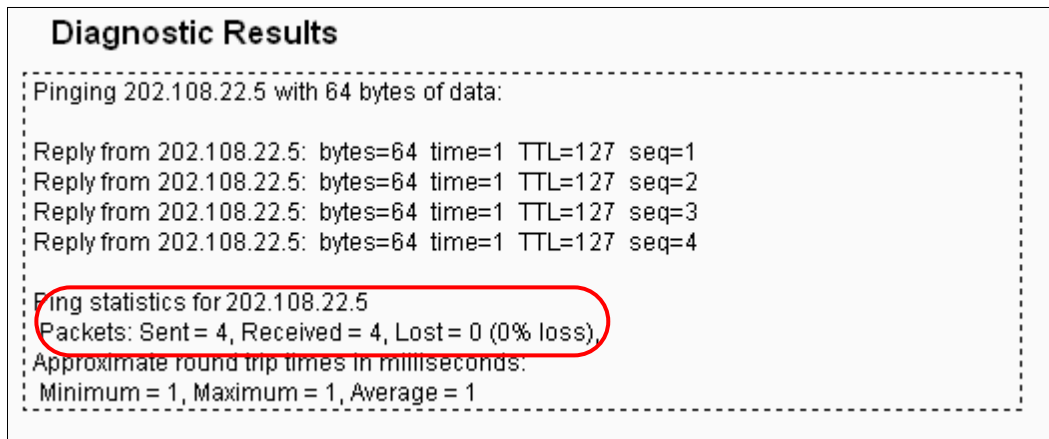 Diagnostic Results
Pinging 202.108.22.5 with 64 bytes of data:
Reply from 202.108.22.5: bytes=64 time=1 TTL=127 seq=1
Reply from 202.108.22.5: bytes=64 time=1 TTL=127 seq=2
Reply from 202.108.22.5: bytes=64 time=1 TTL=127 seq=3
Reply from 202.108.22.5: bytes=64 time=1 TTL=127 seq=4
Ping statistics for 202.108.22.5
Packets: Sent = 4, Received = 4, Lost = 0 (0% loss),
Approximate round trip times in milliseconds:
Minimum = 1, Maximum = 1, Average = 1